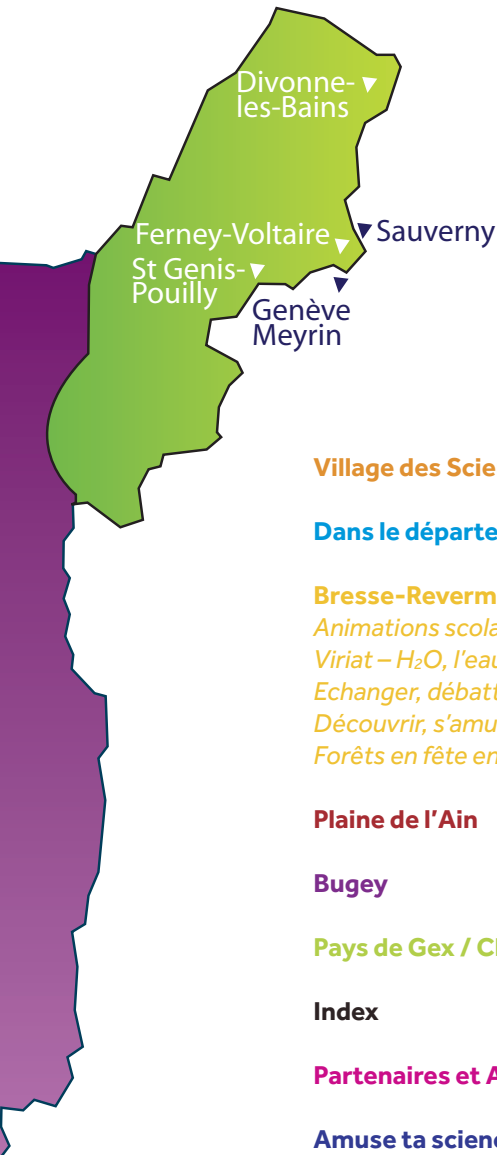 Divonne-
les-Bains
Ferney-Voltaire
Sauverny
St Genis-
Pouilly
Genève
Meyrin
Village des Scie
Dans le départe
Bresse-Reverm
Animations scola
Viriat – H₂O, l'eau
Echanger, débatt
Découvrir, s'amu
Forêts en fête en
Plaine de l'Ain
Bugey
Pays de Gex / C
Index
Partenaires et A
Amuse ta scien